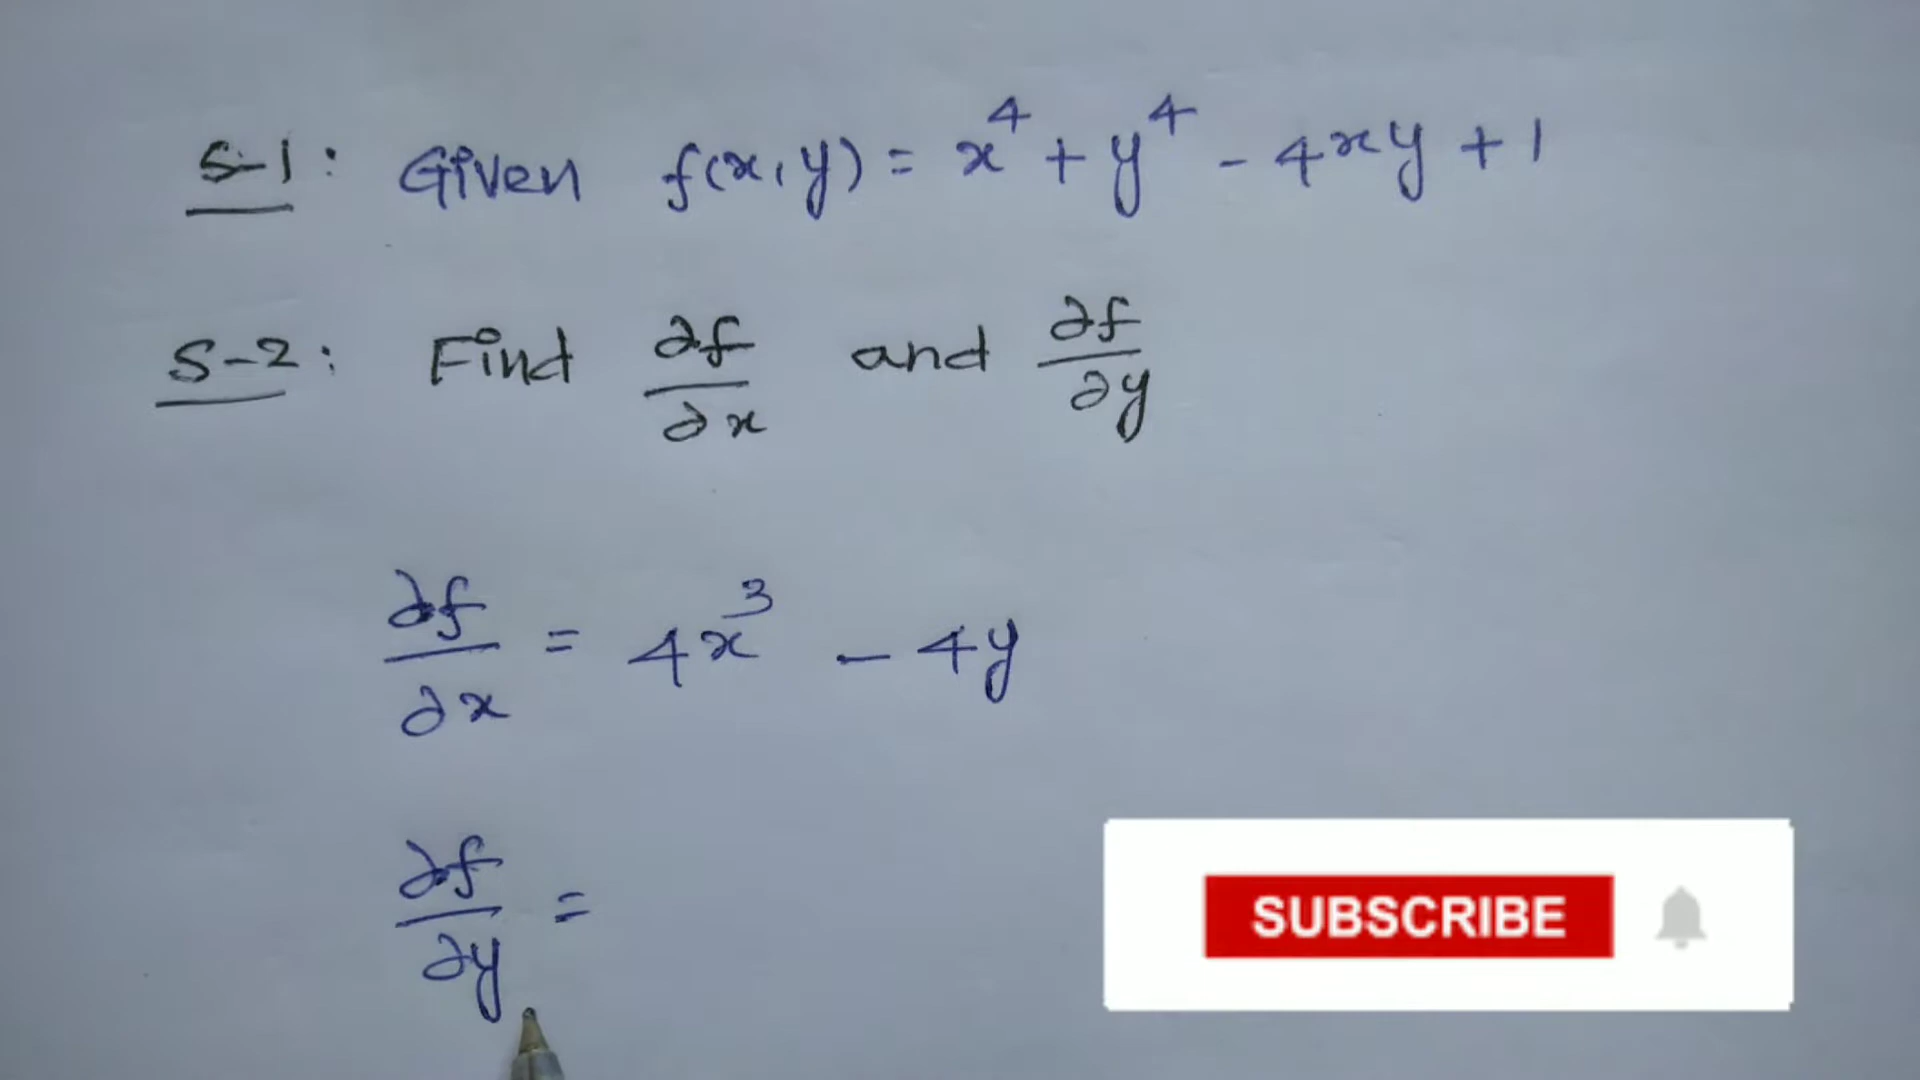 S-1: Given f(x,y) = x⁴ + y⁴ - 4xy + 1
S-2: Find ∂f/∂x and ∂f/∂y
∂f/∂x = 4x³ - 4y
∂f/∂y =
SUBSCRIBE